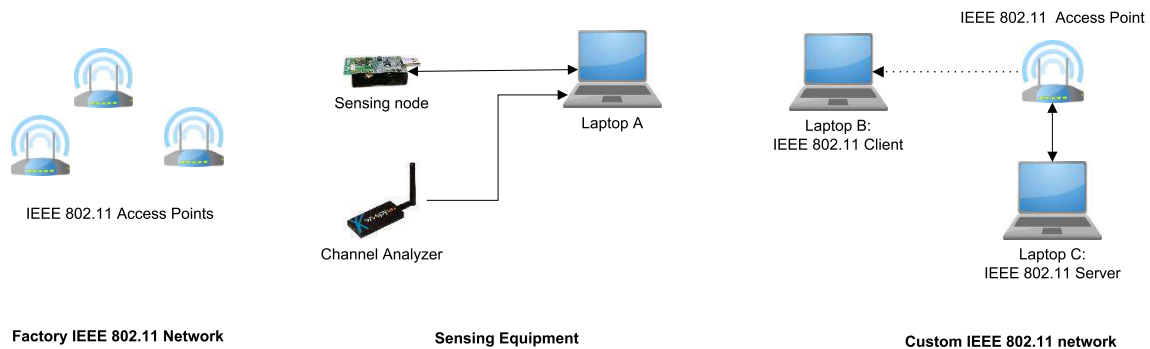 IEEE 802.11 Access Points
Factory IEEE 802.11 Network
Sensing node
Laptop A
Channel Analyzer
Sensing Equipment
IEEE 802.11 Access Point
Laptop B:
IEEE 802.11 Client
Laptop C:
IEEE 802.11 Server
Custom IEEE 802.11 network